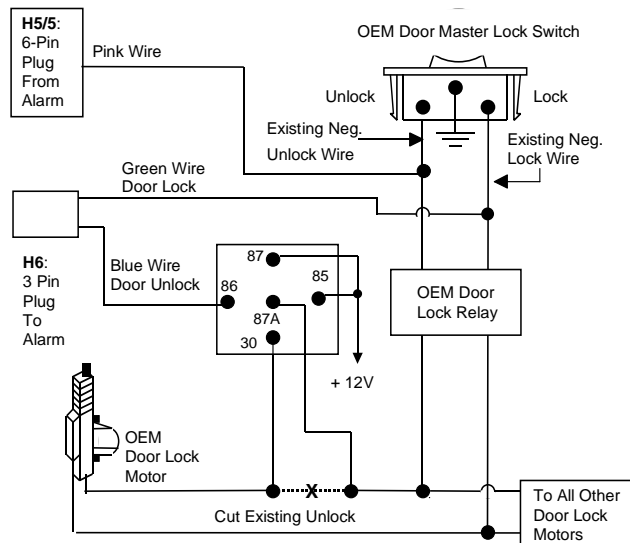 H5/5:
6-Pin
Plug
From
Alarm
Pink Wire
OEM Door Master Lock Switch
Unlock
Lock
Existing Neg.
Unlock Wire
Existing Neg.
Lock Wire
Green Wire
Door Lock
H6:
3 Pin
Plug
To
Alarm
Blue Wire
Door Unlock
87
86
85
87A
30
+ 12V
OEM Door
Lock Relay
OEM
Door Lock
Motor
X
Cut Existing Unlock
To All Other
Door Lock
Motors